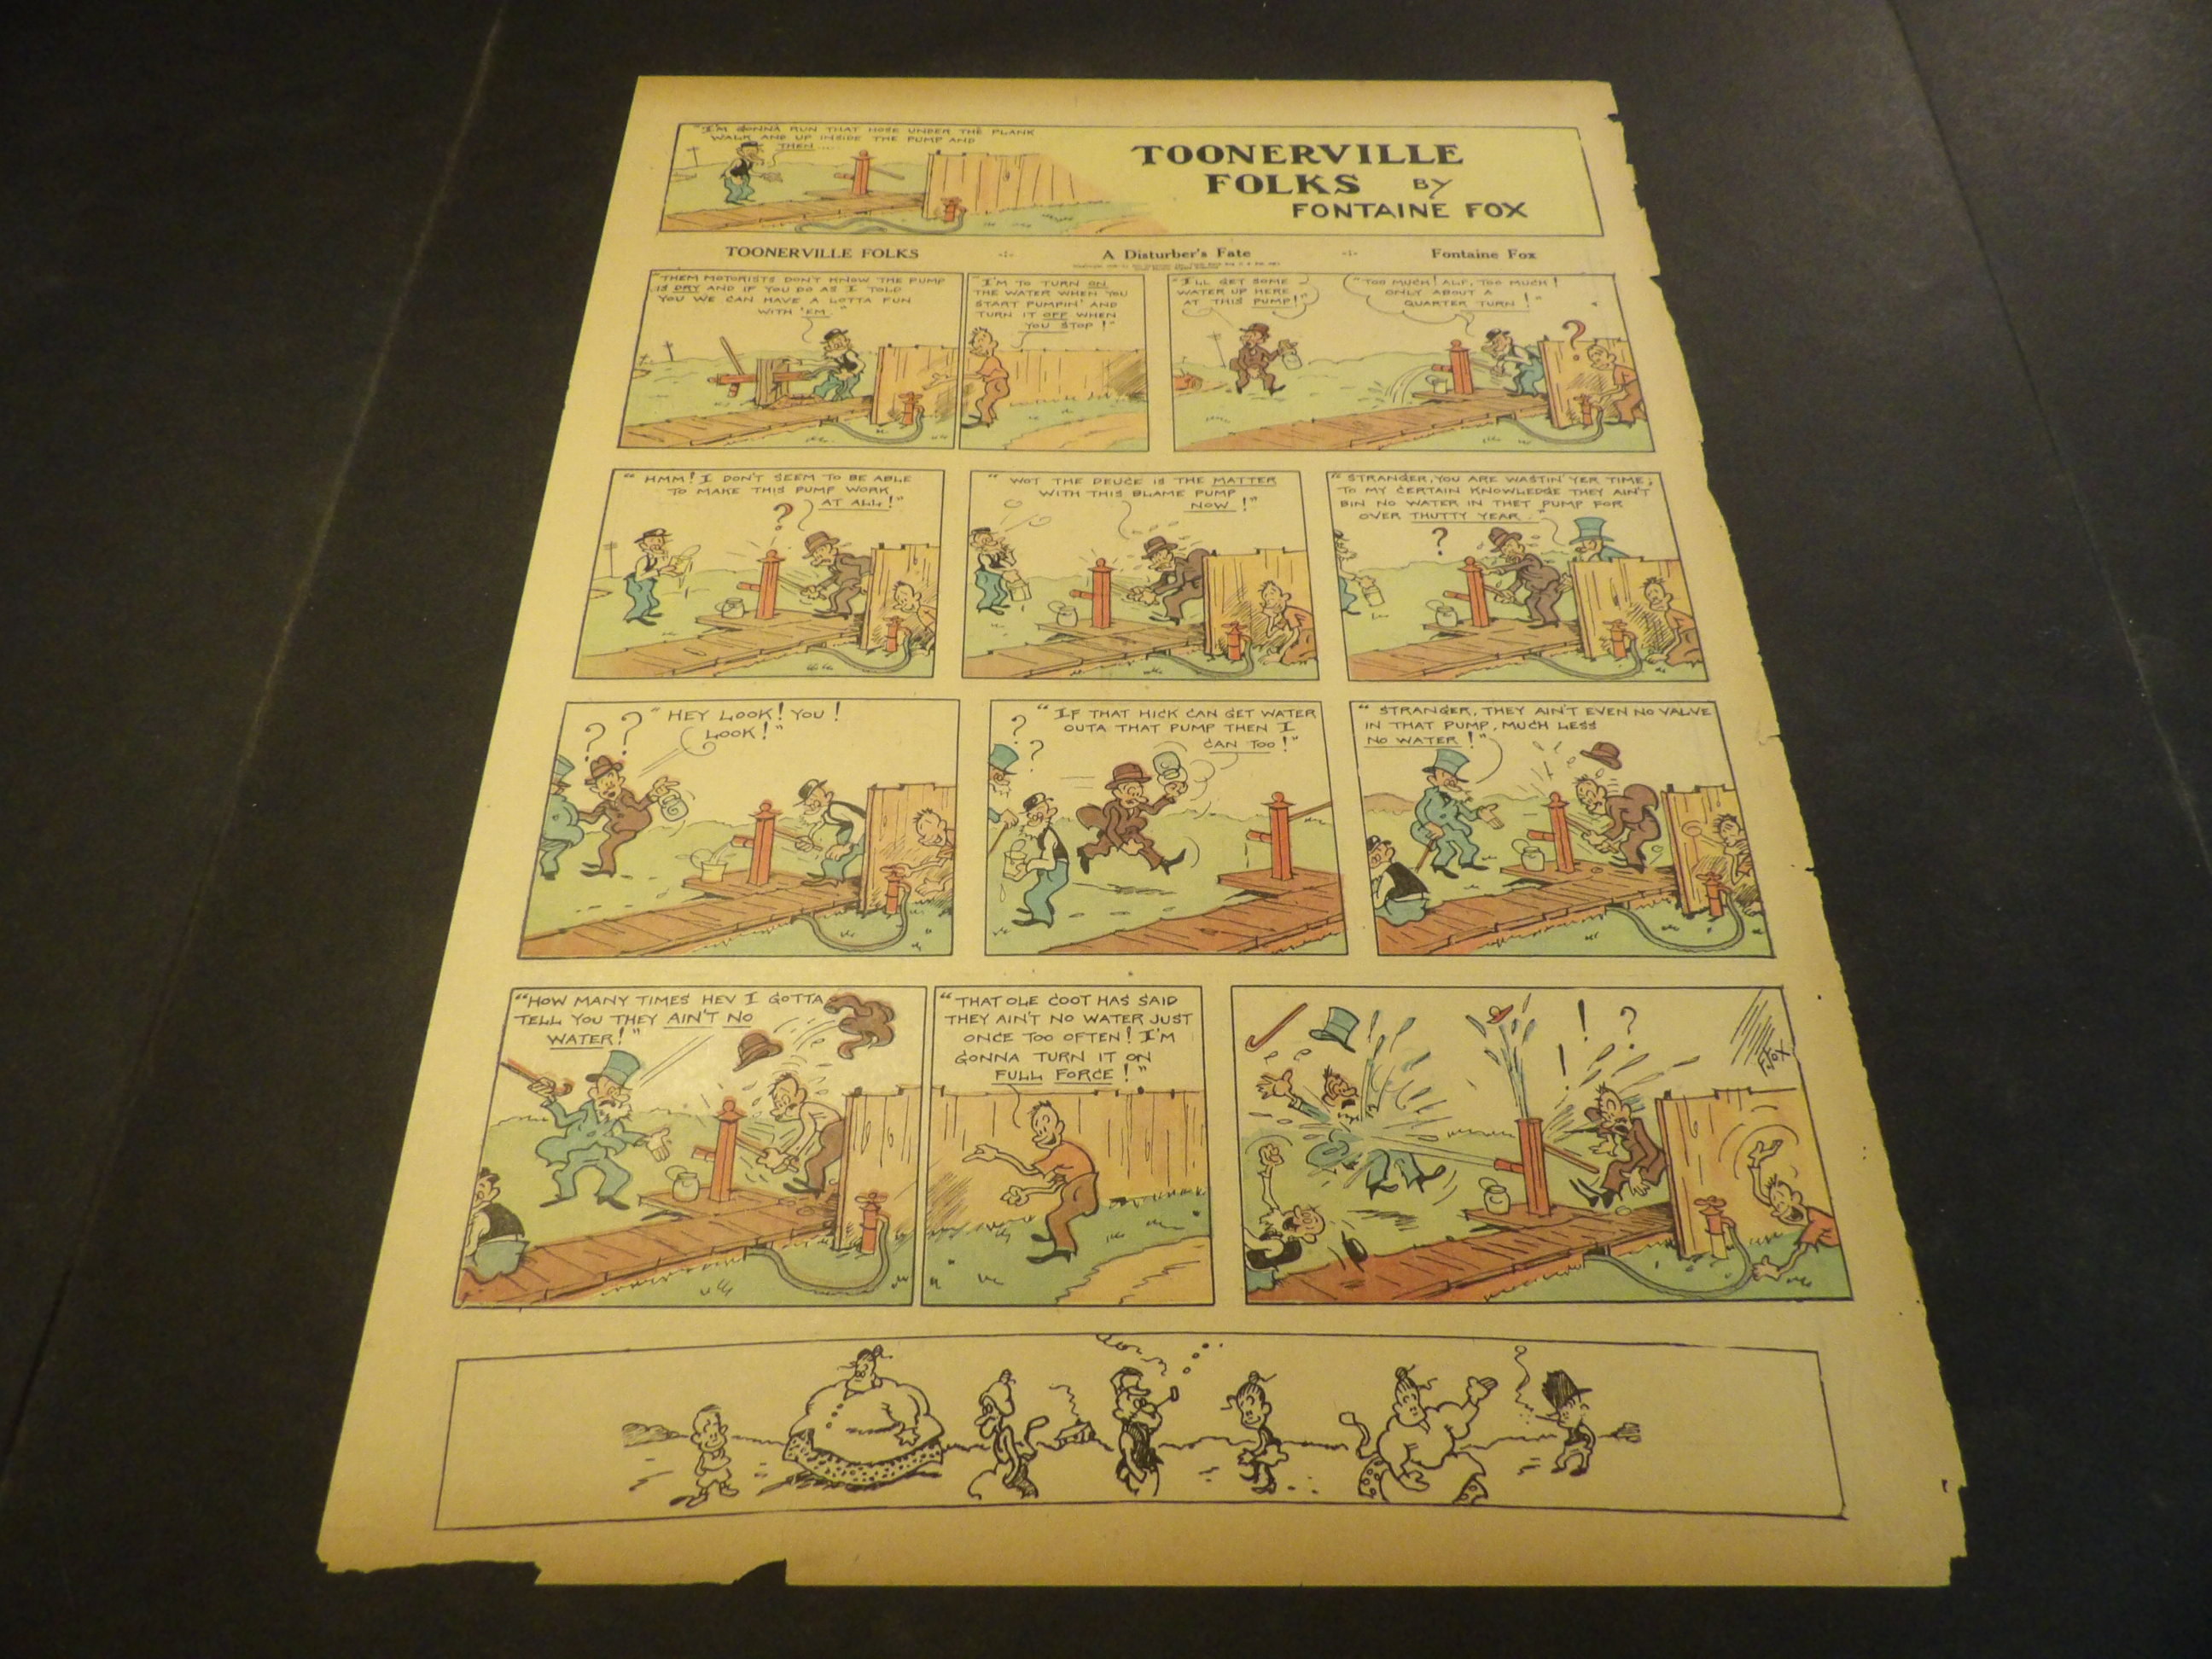 "I'M GONNA RUN THAT HOSE UNDER THE PLANK
WALK AND UP INSIDE THE PUMP AND
THEN....
TOONERVILLE
FOLKS BY
FONTAINE FOX
TOONERVILLE FOLKS
A Disturber's Fate
Fontaine Fox
"THEM MOTORISTS DON'T KNOW THE PUMP
IS DRY AND IF YOU DO AS I TOLD
YOU WE CAN HAVE A LOTTA FUN
WITH 'EM."
"I'M TO TURN ON
THE WATER WHEN YOU
START PUMPIN' AND
TURN IT OFF WHEN
YOU STOP!"
"I'LL GET SOME
WATER UP HERE
AT THIS PUMP!"
"TOO MUCH! ALF, TOO MUCH!
ONLY ABOUT A
QUARTER TURN!"
?
"HMM! I DON'T SEEM TO BE ABLE
TO MAKE THIS PUMP WORK
AT ALL!"
?
"WOT THE DEUCE IS THE MATTER
WITH THIS BLAME PUMP
NOW!"
"STRANGER, YOU ARE WASTIN' YER TIME,
TO MY CERTAIN KNOWLEDGE THEY AIN'T
BIN NO WATER IN THET PUMP FOR
OVER THUTTY YEAR."
?
? ?
"HEY LOOK! YOU!
LOOK!"
? ?
"IF THAT HICK CAN GET WATER
OUTA THAT PUMP THEN I
CAN TOO!"
"STRANGER, THEY AIN'T EVEN NO VALVE
IN THAT PUMP, MUCH LESS
NO WATER!"
"HOW MANY TIMES HEV I GOTTA
TELL YOU THEY AIN'T NO
WATER!"
"THAT OLE COOT HAS SAID
THEY AIN'T NO WATER JUST
ONCE TOO OFTEN! I'M
GONNA TURN IT ON
FULL FORCE!"
! ! ?
F. FOX